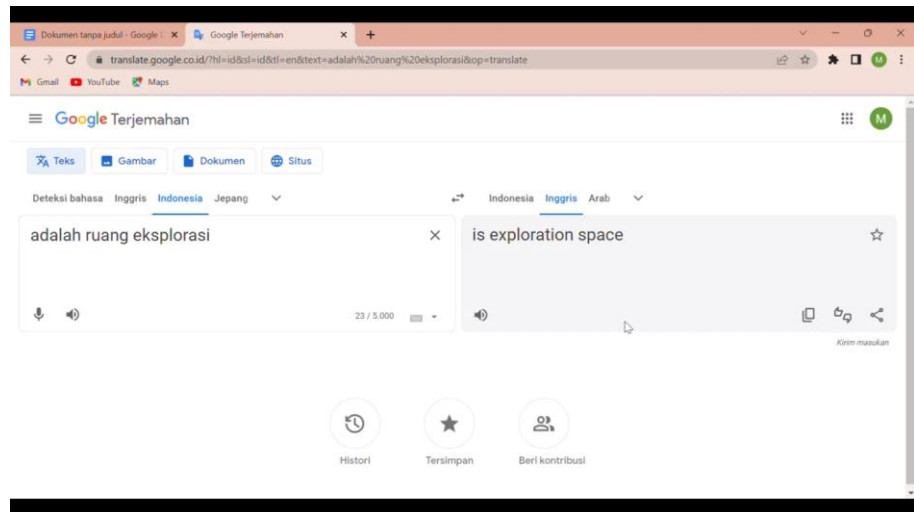 Dokumen tanpa judul - Google
Google Terjemahan
translate.google.co.id/?hl=id&sl=id&tl=en&text=adalah%20ruang%20eksplorasi&op=translate
M
Gmail YouTube Maps
Google Terjemahan
M
Teks Gambar Dokumen Situs
Deteksi bahasa Inggris Indonesia Jepang
Indonesia Inggris Arab
adalah ruang eksplorasi
is exploration space
23 / 5.000
Kirim masukan
Histori Tersimpan Beri kontribusi